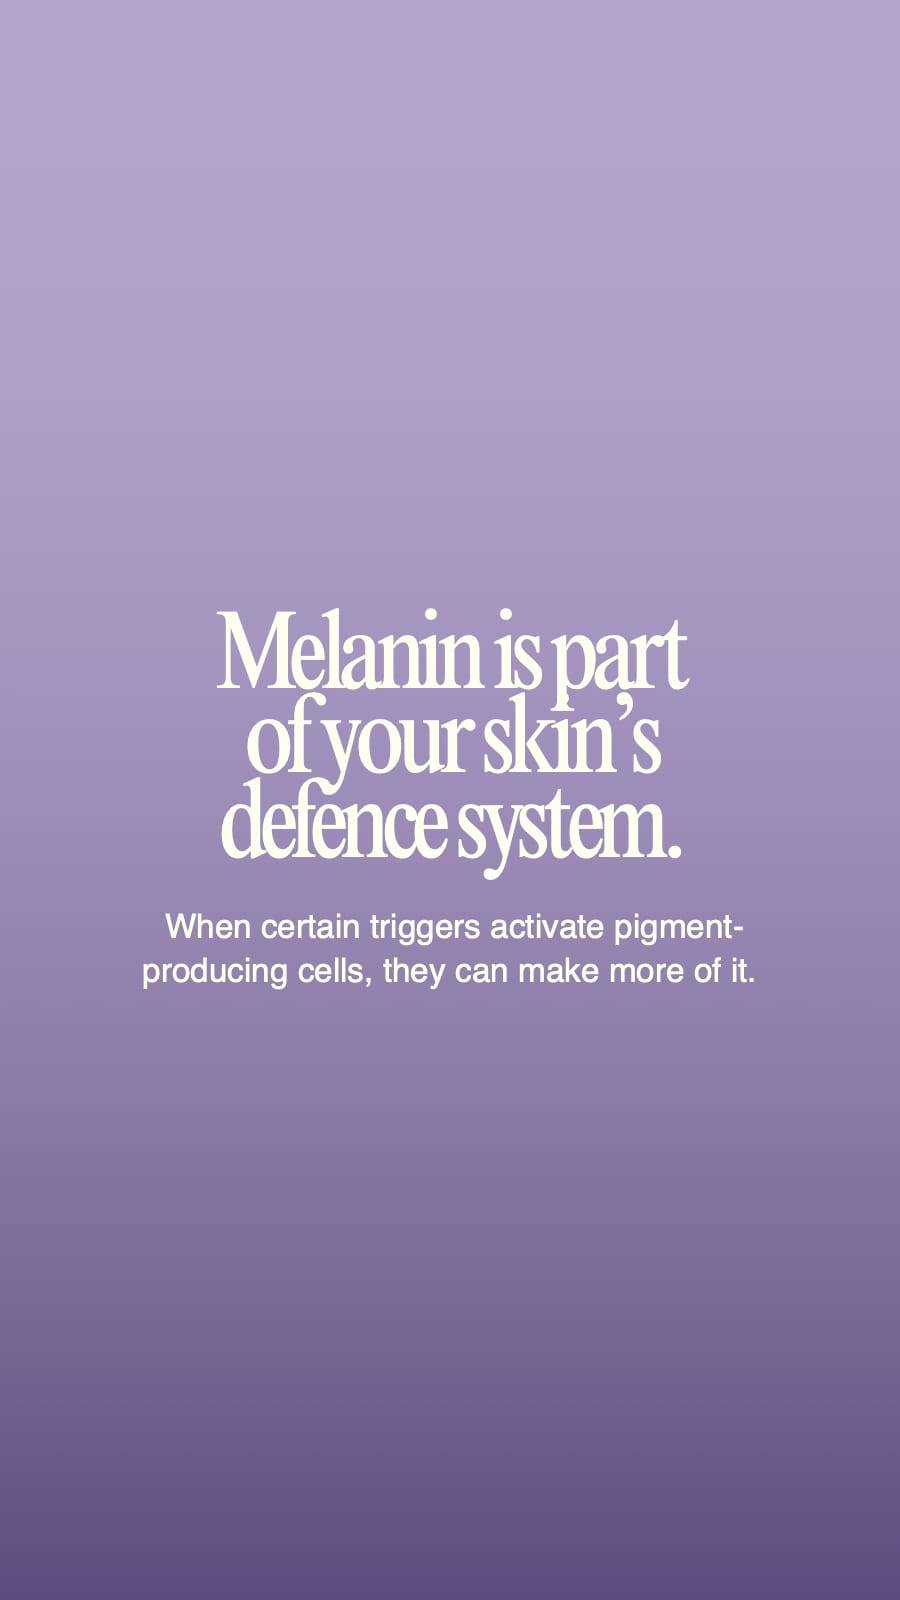 Melanin is part
of your skin’s
defence system.
When certain triggers activate pigment-
producing cells, they can make more of it.